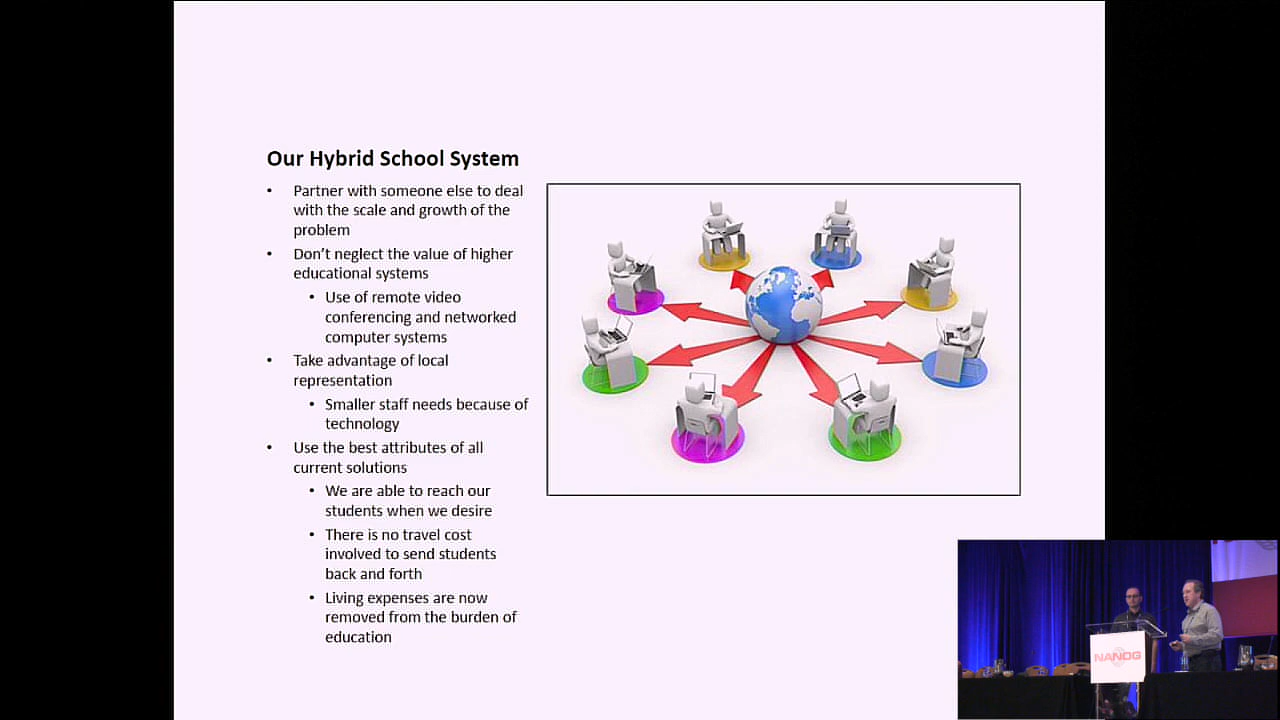 Our Hybrid School System
• Partner with someone else to deal
with the scale and growth of the
problem
• Don’t neglect the value of higher
educational systems
• Use of remote video
conferencing and networked
computer systems
• Take advantage of local
representation
• Smaller staff needs because of
technology
• Use the best attributes of all
current solutions
• We are able to reach our
students when we desire
• There is no travel cost
involved to send students
back and forth
• Living expenses are now
removed from the burden of
education
NANOG